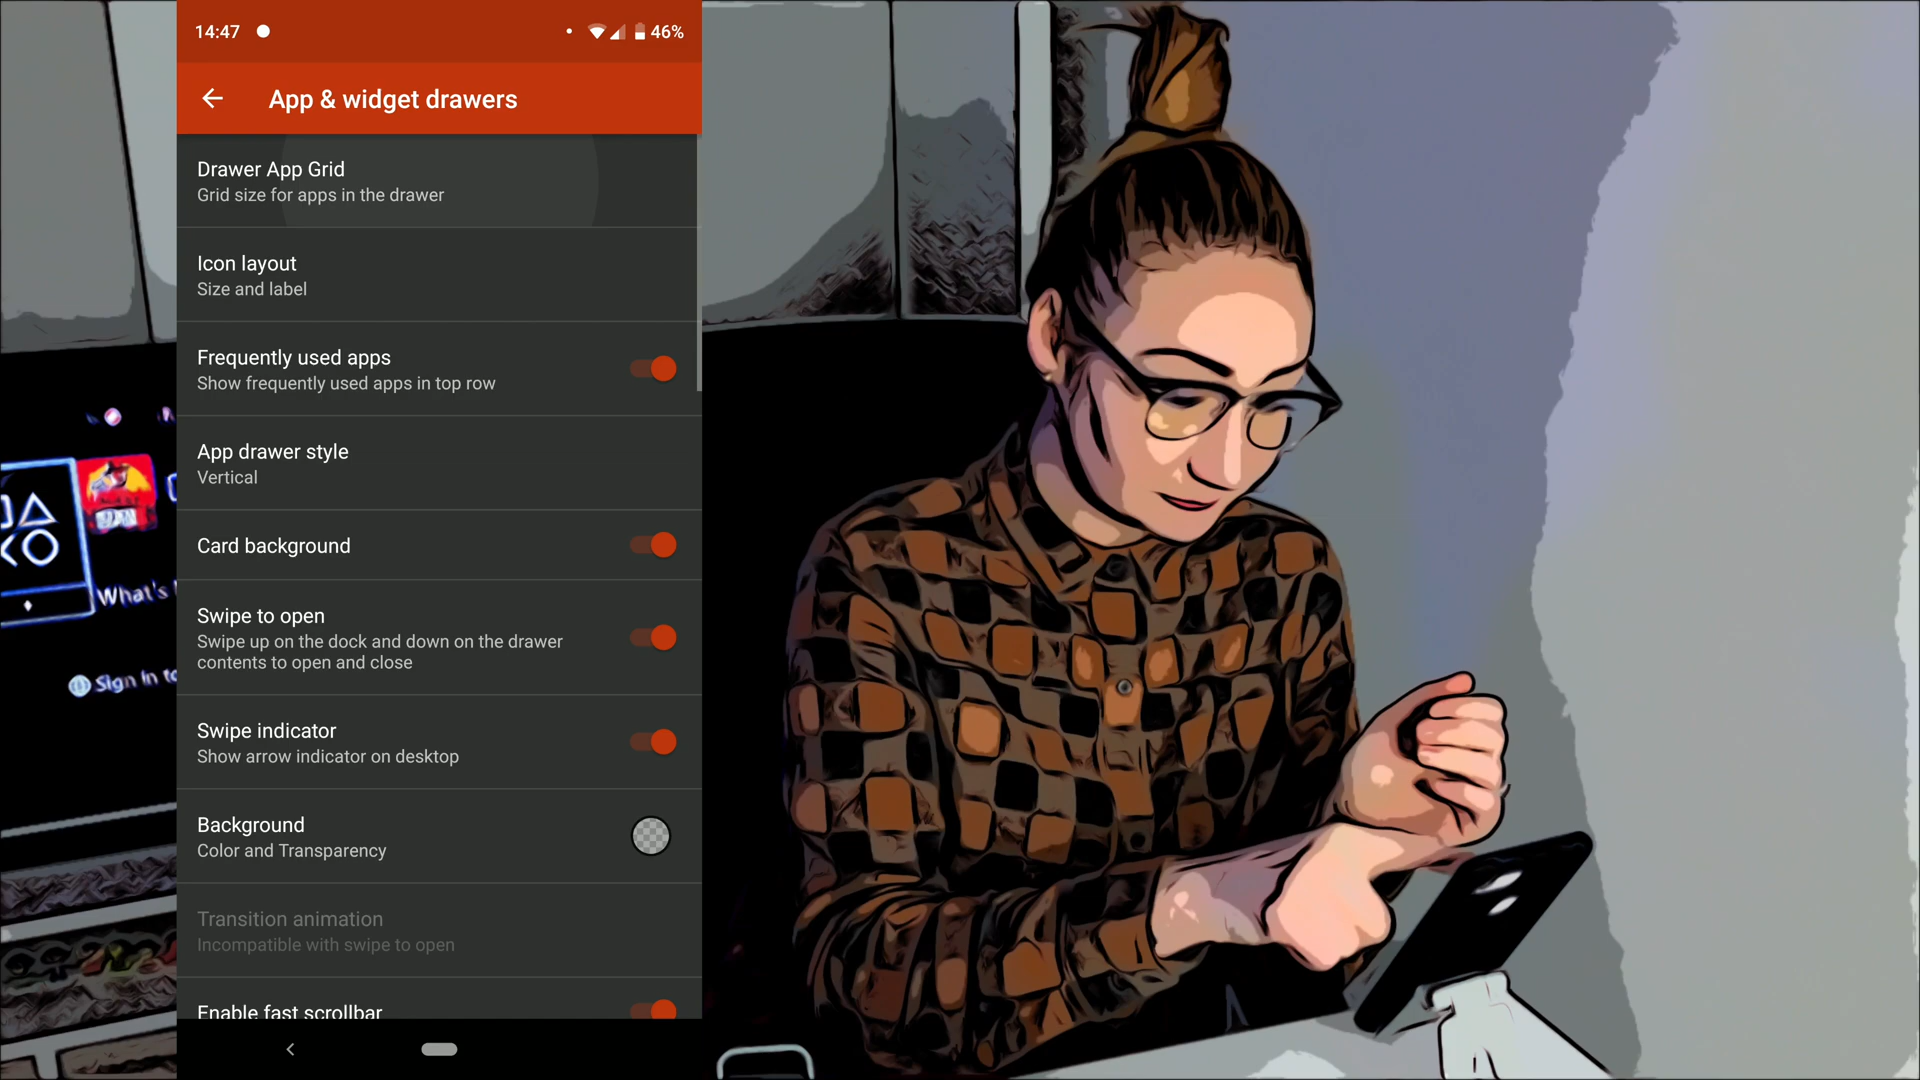 14:47
46%
App & widget drawers
Drawer App Grid
Grid size for apps in the drawer
Icon layout
Size and label
Frequently used apps
Show frequently used apps in top row
App drawer style
Vertical
Card background
Swipe to open
Swipe up on the dock and down on the drawer
contents to open and close
Swipe indicator
Show arrow indicator on desktop
Background
Color and Transparency
Transition animation
Incompatible with swipe to open
Enable fast scrollbar
What's
Sign in to